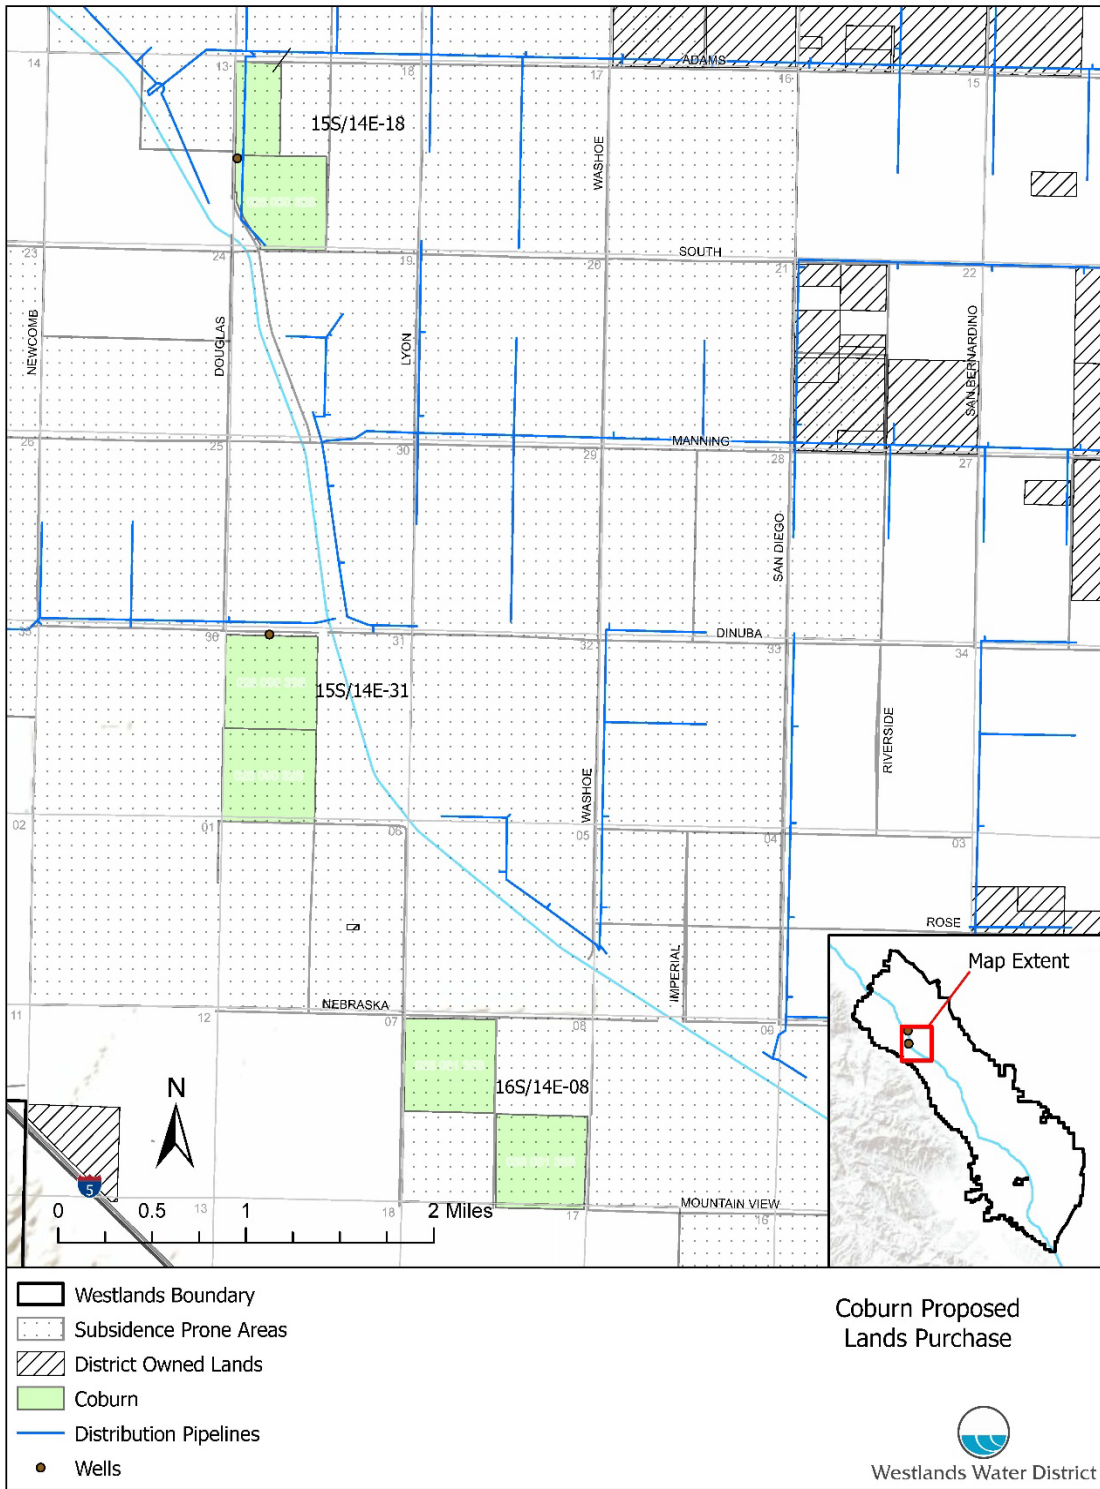 ADAMS
14
13
18
17
16
15
15S/14E-18
WASHOE
SOUTH
23
24
19
20
21
22
NEWCOMB
DOUGLAS
LYON
SAN BERNARDINO
MANNING
26
25
30
29
28
27
SAN DIEGO
DINUBA
35
36
31
32
33
34
15S/14E-31
RIVERSIDE
WASHOE
02
01
06
05
04
03
ROSE
IMPERIAL
NEBRASKA
11
12
07
08
09
16S/14E-08
N
5
0 0.5 1 2 Miles
13
18
17
16
MOUNTAIN VIEW
Map Extent
Westlands Boundary
Subsidence Prone Areas
District Owned Lands
Coburn
Distribution Pipelines
Wells
Coburn Proposed
Lands Purchase
Westlands Water District